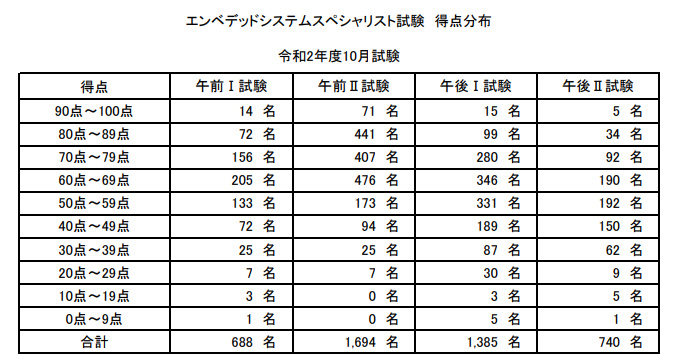 エンベデッドシステムスペシャリスト試験 得点分布
令和2年度10月試験
得点 午前Ⅰ試験 午前Ⅱ試験 午後Ⅰ試験 午後Ⅱ試験
90点～100点 14 名 71 名 15 名 5 名
80点～89点 72 名 441 名 99 名 34 名
70点～79点 156 名 407 名 280 名 92 名
60点～69点 205 名 476 名 346 名 190 名
50点～59点 133 名 173 名 331 名 192 名
40点～49点 72 名 94 名 189 名 150 名
30点～39点 25 名 25 名 87 名 62 名
20点～29点 7 名 7 名 30 名 9 名
10点～19点 3 名 0 名 3 名 5 名
0点～9点 1 名 0 名 5 名 1 名
合計 688 名 1,694 名 1,385 名 740 名